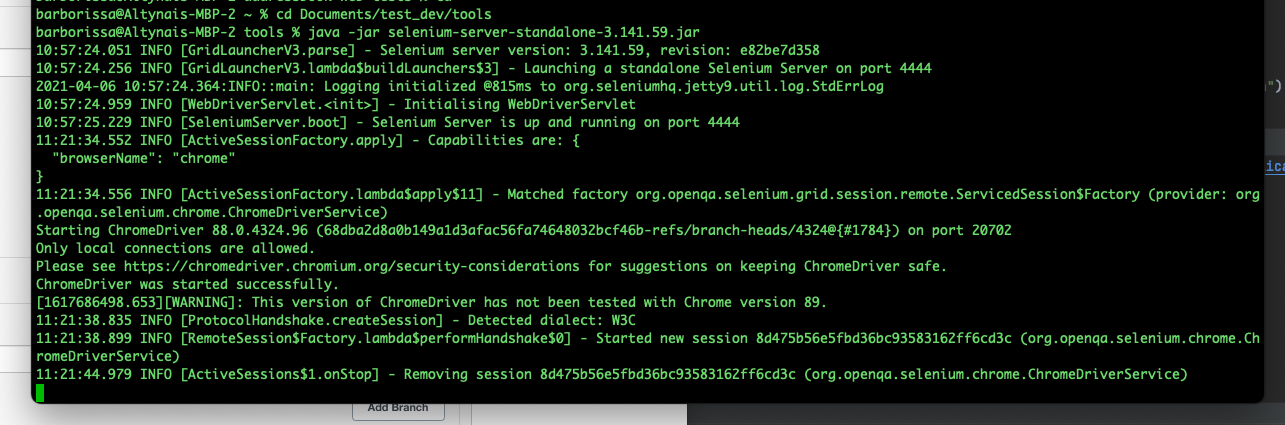 barborissa@Altynais-MBP-2 ~ % cd Documents/test_dev/tools
barborissa@Altynais-MBP-2 tools % java -jar selenium-server-standalone-3.141.59.jar
10:57:24.051 INFO [GridLauncherV3.parse] - Selenium server version: 3.141.59, revision: e82be7d358
10:57:24.256 INFO [GridLauncherV3.lambda$buildLaunchers$3] - Launching a standalone Selenium Server on port 4444
2021-04-06 10:57:24.364:INFO::main: Logging initialized @815ms to org.seleniumhq.jetty9.util.log.StdErrLog
10:57:24.959 INFO [WebDriverServlet.<init>] - Initialising WebDriverServlet
10:57:25.229 INFO [SeleniumServer.boot] - Selenium Server is up and running on port 4444
11:21:34.552 INFO [ActiveSessionFactory.apply] - Capabilities are: {
  "browserName": "chrome"
}
11:21:34.556 INFO [ActiveSessionFactory.lambda$apply$11] - Matched factory org.openqa.selenium.grid.session.remote.ServicedSession$Factory (provider: org
.openqa.selenium.chrome.ChromeDriverService)
Starting ChromeDriver 88.0.4324.96 (68dba2d8a0b149a1d3afac56fa74648032bcf46b-refs/branch-heads/4324@{#1784}) on port 20702
Only local connections are allowed.
Please see https://chromedriver.chromium.org/security-considerations for suggestions on keeping ChromeDriver safe.
ChromeDriver was started successfully.
[1617686498.653][WARNING]: This version of ChromeDriver has not been tested with Chrome version 89.
11:21:38.835 INFO [ProtocolHandshake.createSession] - Detected dialect: W3C
11:21:38.899 INFO [RemoteSession$Factory.lambda$performHandshake$0] - Started new session 8d475b56e5fbd36bc93583162ff6cd3c (org.openqa.selenium.chrome.Ch
romeDriverService)
11:21:44.979 INFO [ActiveSessions$1.onStop] - Removing session 8d475b56e5fbd36bc93583162ff6cd3c (org.openqa.selenium.chrome.ChromeDriverService)
")
ica
Add Branch